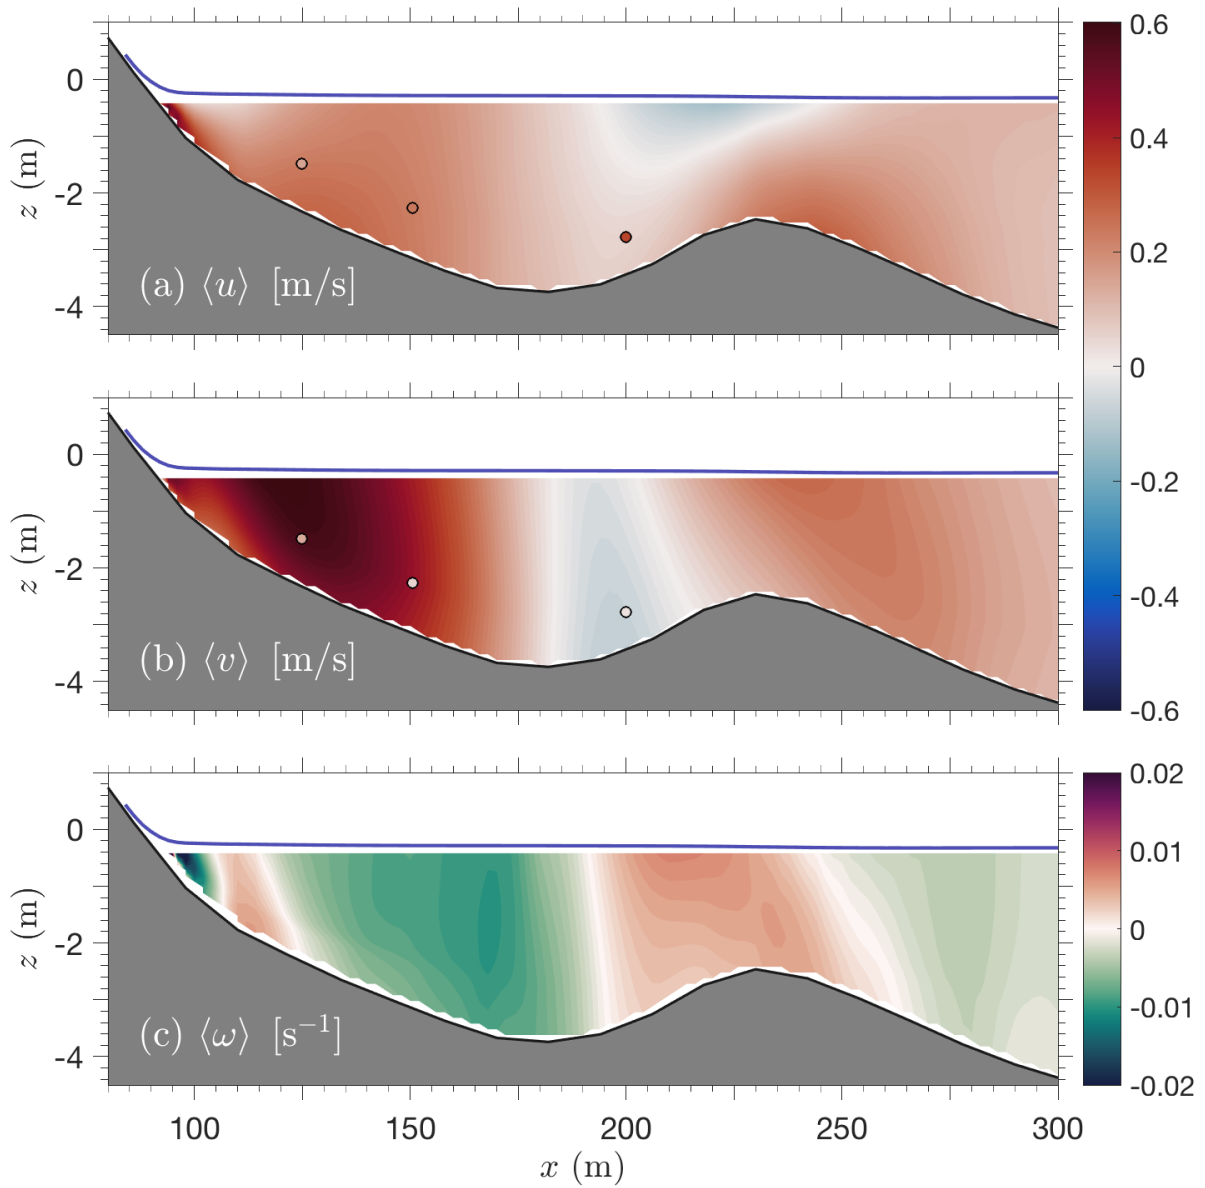 0.6
0
0.4
-2
z (m)
0.2
-4
(a) ⟨u⟩ [m/s]
0
0
-0.2
-2
z (m)
-0.4
-4
(b) ⟨v⟩ [m/s]
-0.6
0.02
0
0.01
-2
z (m)
0
-4
(c) ⟨ω⟩ [s⁻¹]
-0.01
-0.02
100 150 200 250 300
x (m)